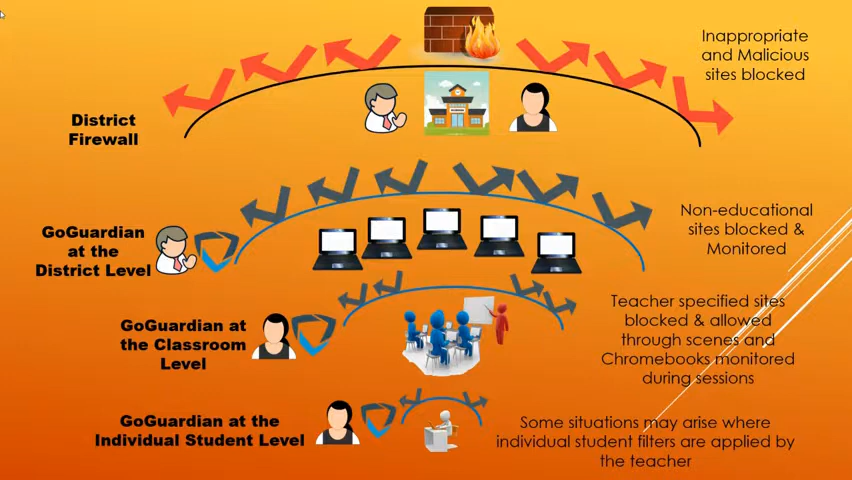 Inappropriate
and Malicious
sites blocked
District
Firewall
Non-educational
sites blocked &
Monitored
GoGuardian
at the
District Level
Teacher specified sites
blocked & allowed
through scenes and
Chromebooks monitored
during sessions
GoGuardian at
the Classroom
Level
GoGuardian at the
Individual Student Level
Some situations may arise where
individual student filters are applied by
the teacher